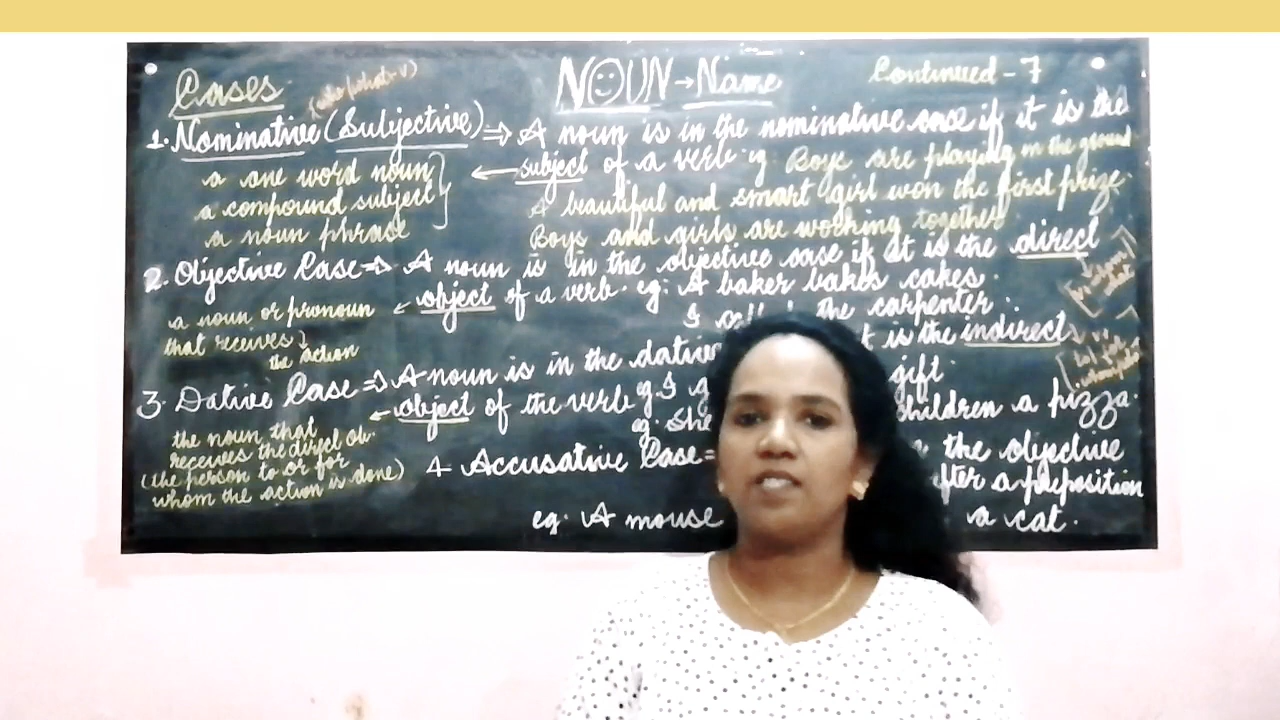 Cases
NOUN → Name
Continued - 7
1. Nominative (Subjective) ⇒ A noun is in the nominative case if it is the
a one word noun
a compound subject
a noun phrase
← subject of a verb. eg. Boys are playing in the ground
A beautiful and smart girl won the first prize.
Boys and girls are working together
2. Objective Case ⇒ A noun is in the objective case if it is the direct
a noun or pronoun
that receives
the action
← object of a verb. eg: A baker bakes cakes.
I the carpenter.
3. Dative Case ⇒ A noun is in the dative t is the indirect
the noun that
receives the direct ob.
(the person to or for
whom the action is done)
← object of the verb eg. I g gift.
eg. She children a pizza.
4 Accusative Case = the objective
fter a preposition
eg. A mouse a cat.